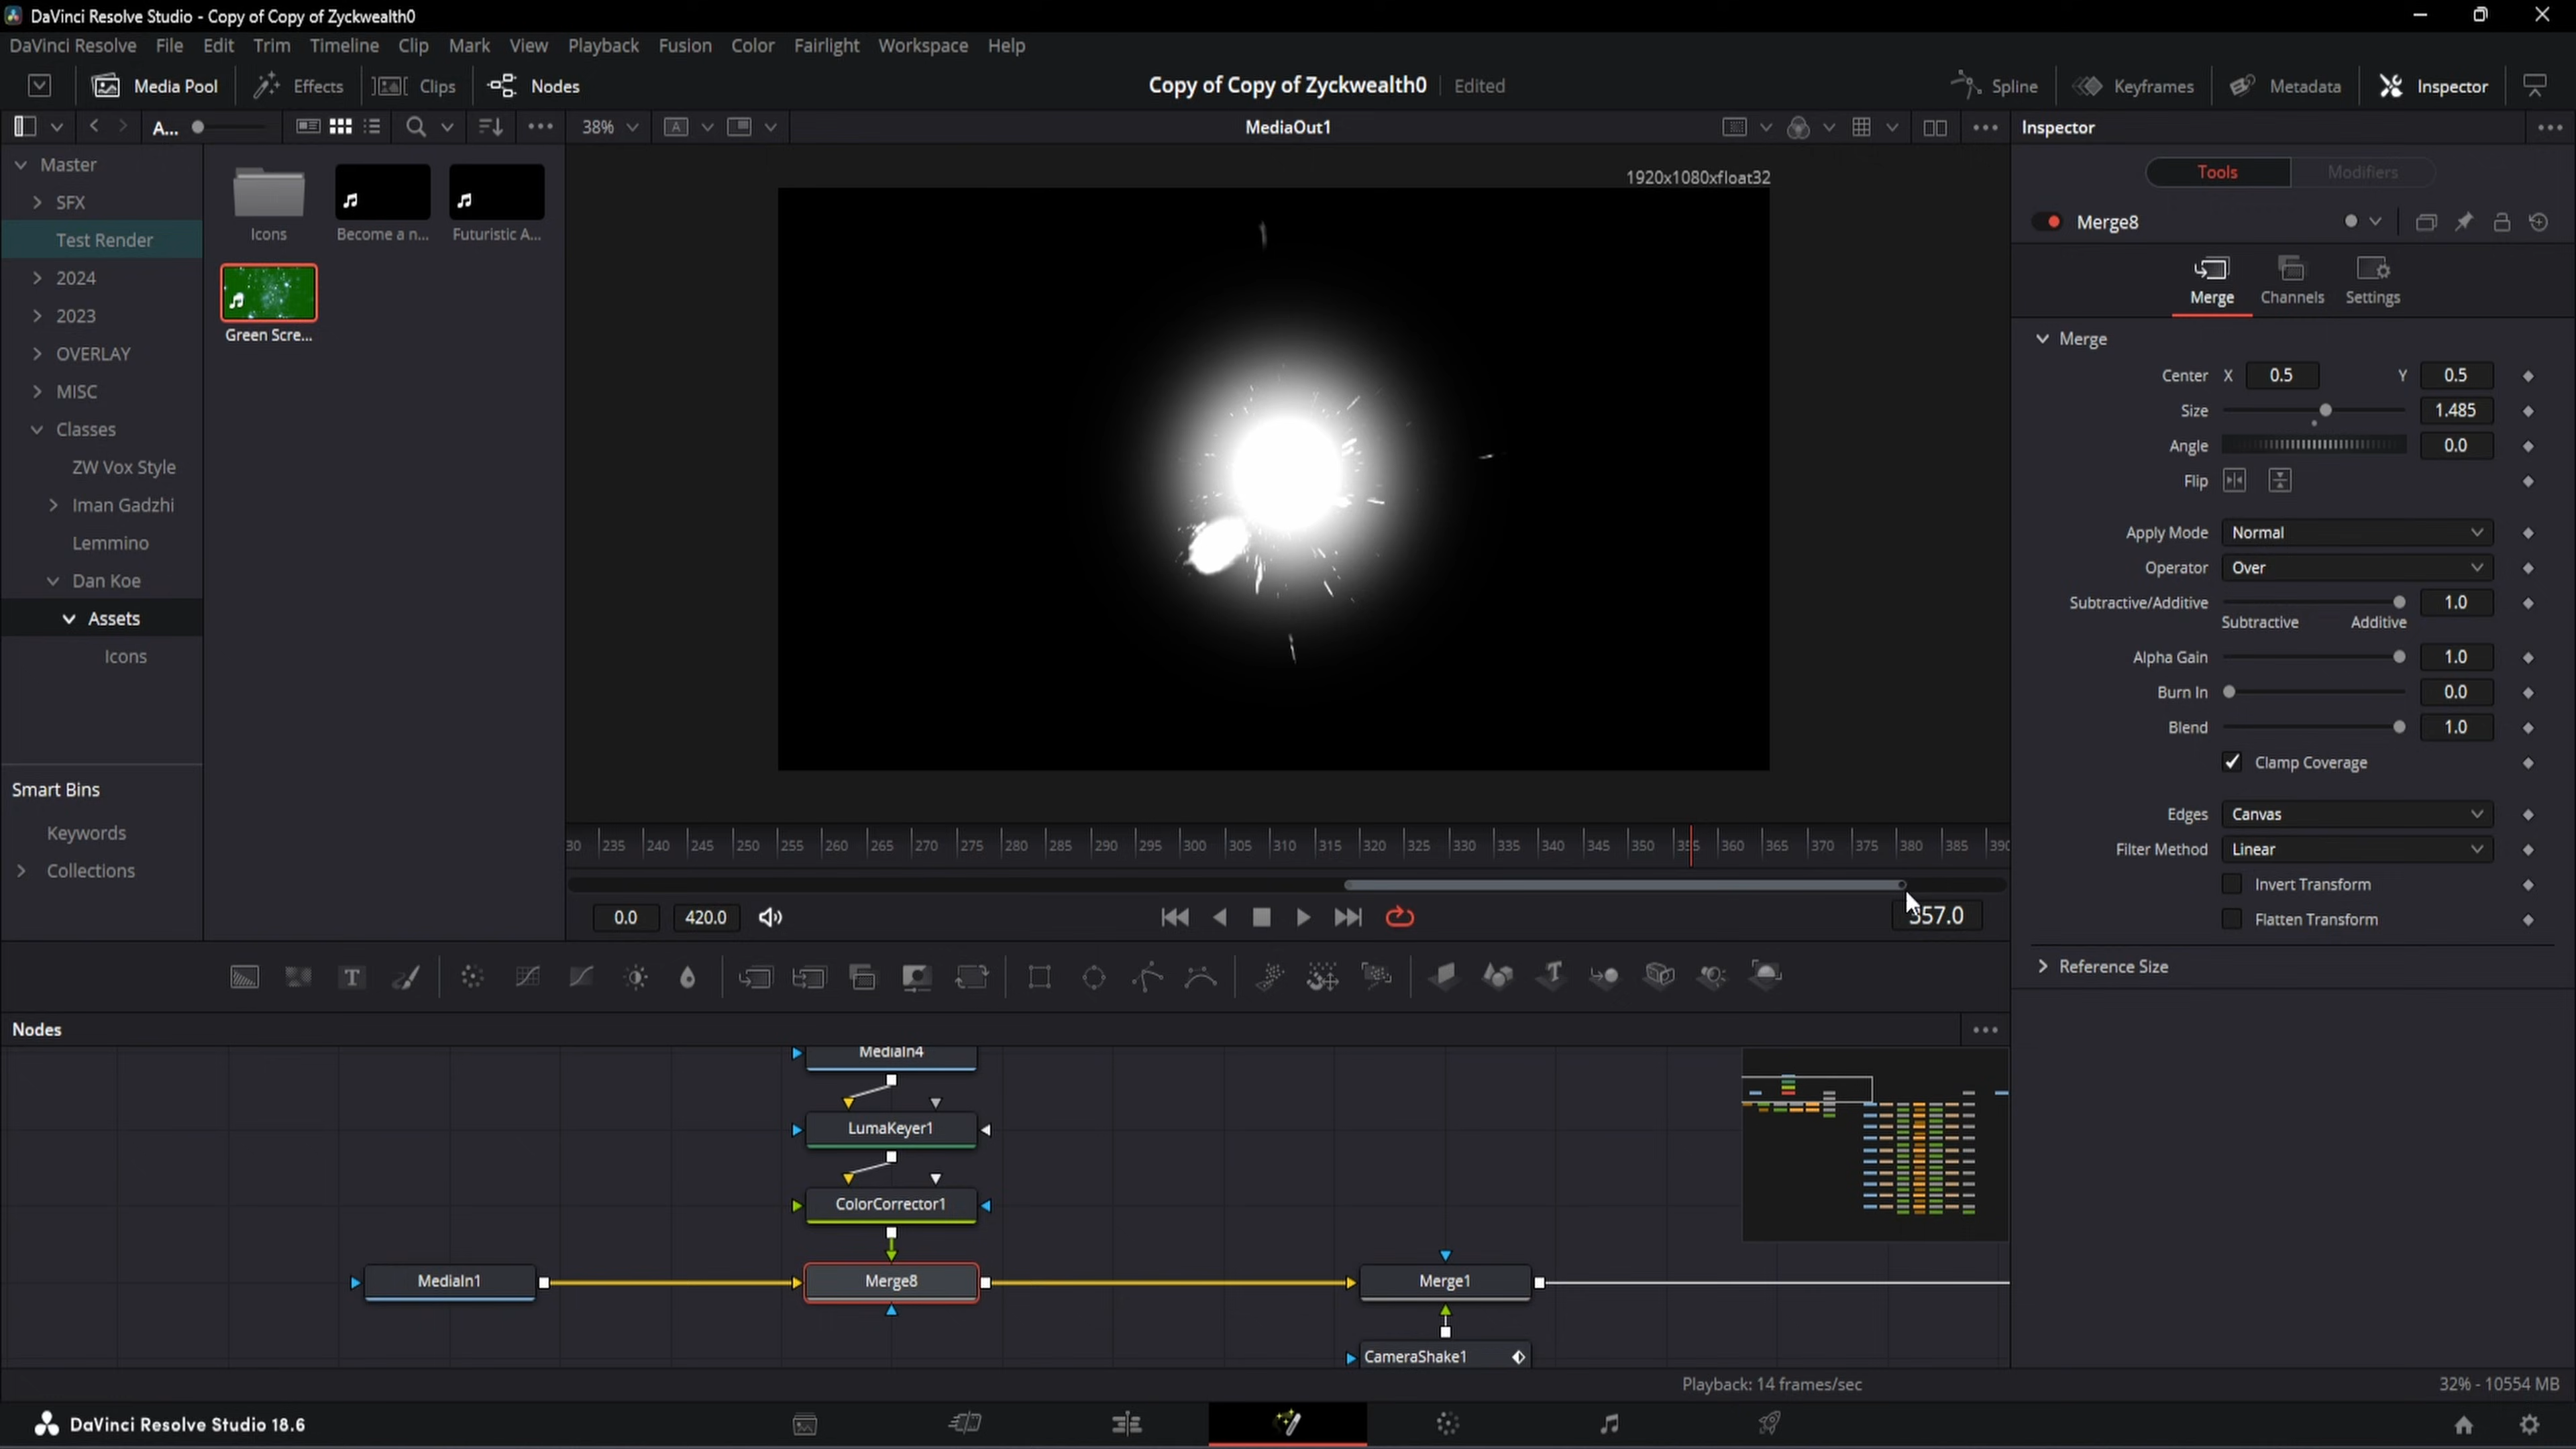 DaVinci Resolve Studio - Copy of Copy of Zyckwealth0
DaVinci Resolve File Edit Trim Timeline Clip Mark View Playback Fusion Color Fairlight Workspace Help
Media Pool Effects Clips Nodes Copy of Copy of Zyckwealth0 Edited Spline Keyframes Metadata Inspector
A... 38% A MediaOut1 Inspector
Master
SFX
Test Render
2024
2023
OVERLAY
MISC
Classes
ZW Vox Style
Iman Gadzhi
Lemmino
Dan Koe
Assets
Icons
Smart Bins
Keywords
Collections
Icons Become a n... Futuristic A...
Green Scre...
1920x1080xfloat32
30 235 240 245 250 255 260 265 270 275 280 285 290 295 300 305 310 315 320 325 330 335 340 345 350 355 360 365 370 375 380 385 390
0.0 420.0 357.0
Tools Modifiers
Merge8
Merge Channels Settings
Merge
Center X 0.5 Y 0.5
Size 1.485
Angle 0.0
Flip
Apply Mode Normal
Operator Over
Subtractive/Additive 1.0
Subtractive Additive
Alpha Gain 1.0
Burn In 0.0
Blend 1.0
Clamp Coverage
Edges Canvas
Filter Method Linear
Invert Transform
Flatten Transform
Reference Size
T T
Nodes
MediaIn4
LumaKeyer1
ColorCorrector1
MediaIn1 Merge8 Merge1
CameraShake1
Playback: 14 frames/sec 32% - 10554 MB
DaVinci Resolve Studio 18.6